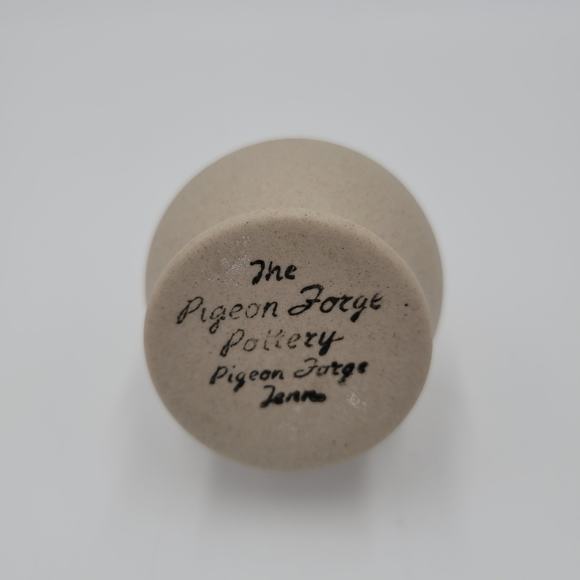 The
Pigeon Forge
Pottery
Pigeon Forge
Tenn